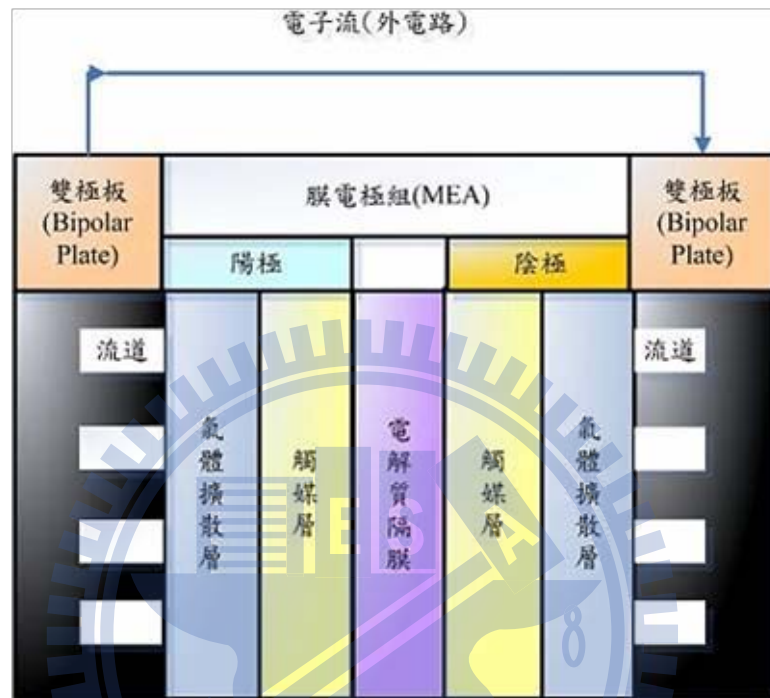 電子流(外電路)
雙極板
(Bipolar
Plate)
膜電極組(MEA)
雙極板
(Bipolar
Plate)
陽極
陰極
流道
流道
氣體擴散層
觸媒層
電解質隔膜
觸媒層
氣體擴散層
ESA
8